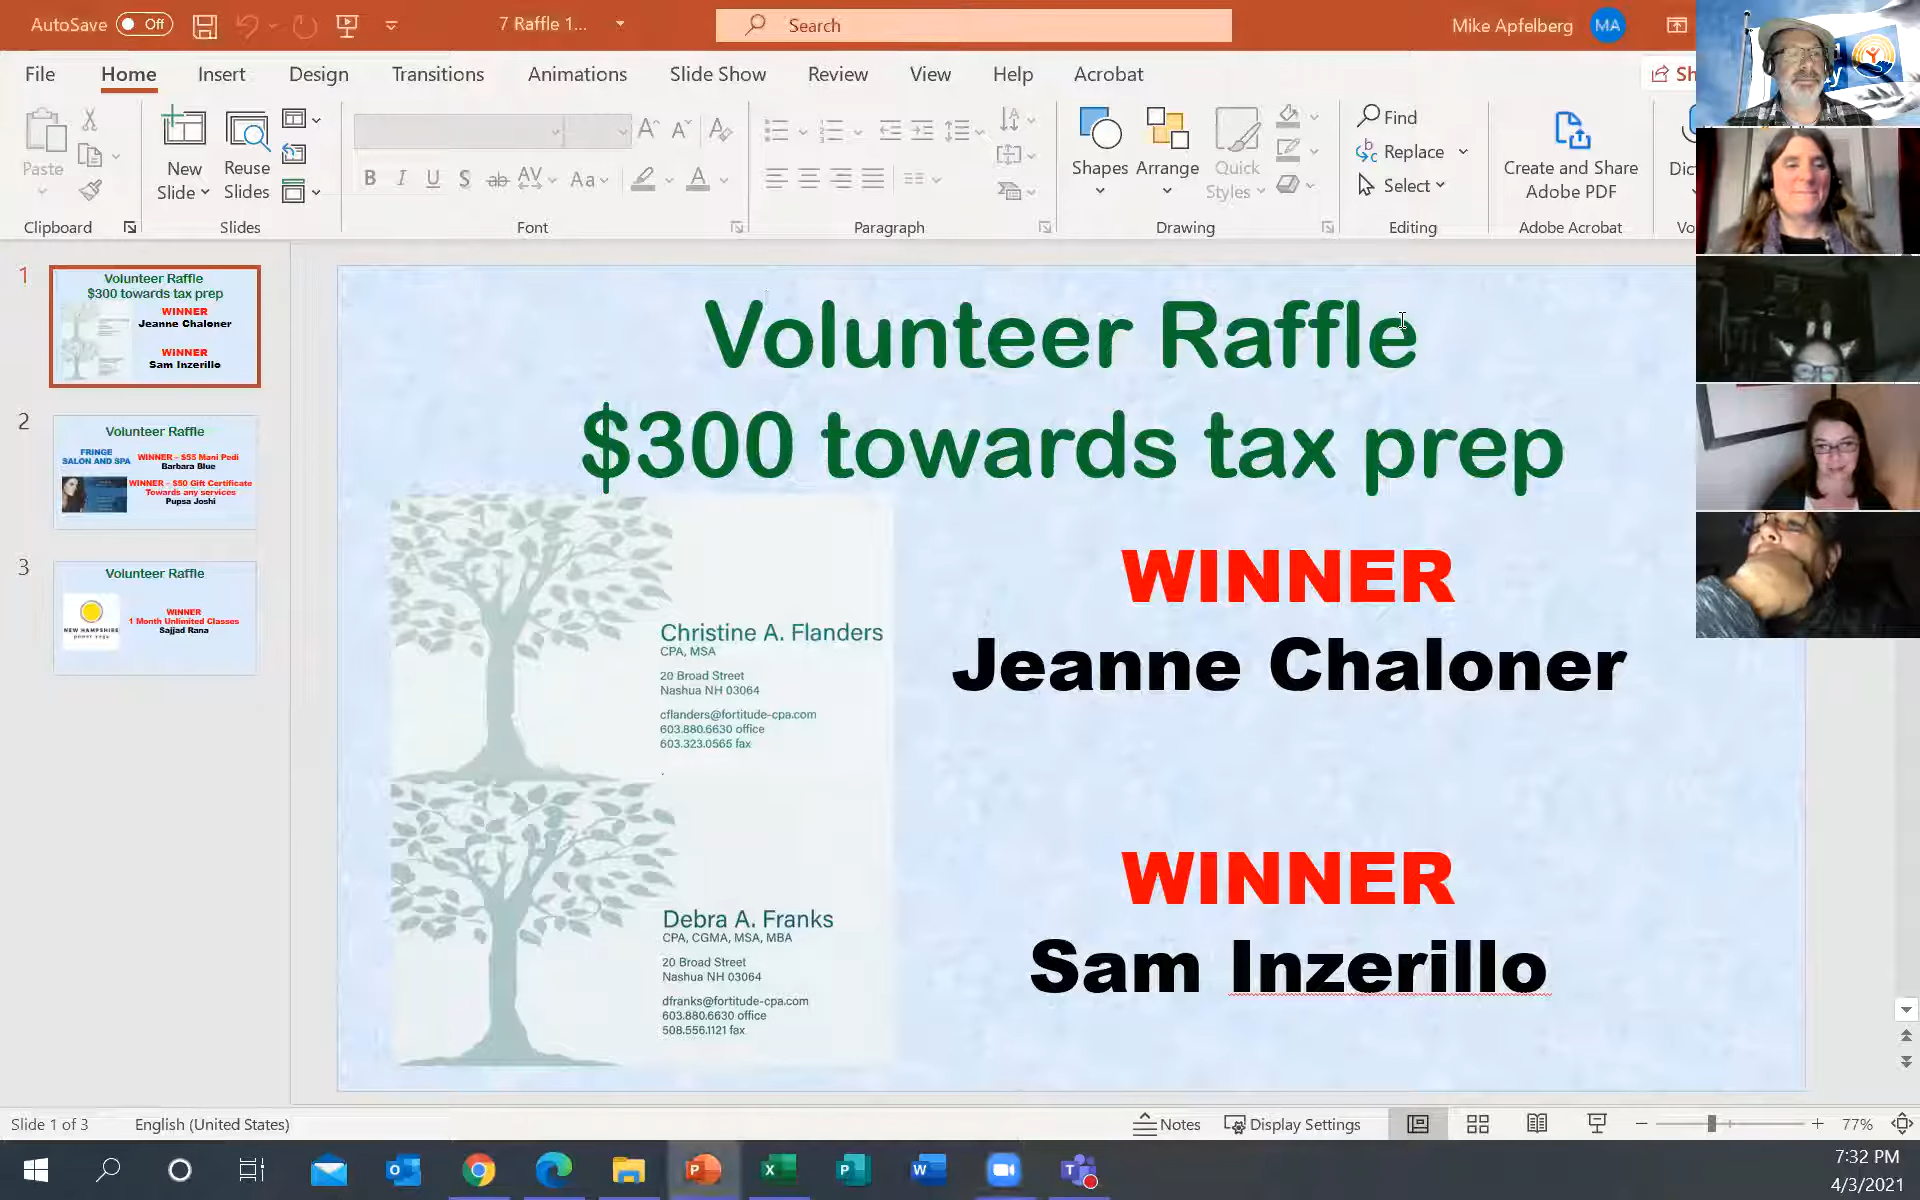 AutoSave Off
7 Raffle 1...
Search
Mike Apfelberg MA
File Home Insert Design Transitions Animations Slide Show Review View Help Acrobat
Sh
Paste
New Slide
Reuse Slides
Shapes
Arrange
Quick Styles
Find
Replace
Select
Create and Share
Adobe PDF
Dic
Clipboard
Slides
Font
Paragraph
Drawing
Editing
Adobe Acrobat
Vo
1
Volunteer Raffle
$300 towards tax prep
WINNER
Jeanne Chaloner
WINNER
Sam Inzerillo
2
Volunteer Raffle
FRINGE
SALON AND SPA
WINNER – $55 Mani Pedi
Barbara Blue
WINNER – $50 Gift Certificate
Towards any services
Pupsa Joshi
3
Volunteer Raffle
NEW HAMPSHIRE
power yoga
WINNER
1 Month Unlimited Classes
Sajjad Rana
Volunteer Raffle
$300 towards tax prep
Christine A. Flanders
CPA, MSA
20 Broad Street
Nashua NH 03064
cflanders@fortitude-cpa.com
603.880.6630 office
603.323.0565 fax
WINNER
Jeanne Chaloner
Debra A. Franks
CPA, CGMA, MSA, MBA
20 Broad Street
Nashua NH 03064
dfranks@fortitude-cpa.com
603.880.6630 office
508.556.1121 fax
WINNER
Sam Inzerillo
Slide 1 of 3
English (United States)
Notes
Display Settings
77%
7:32 PM
4/3/2021